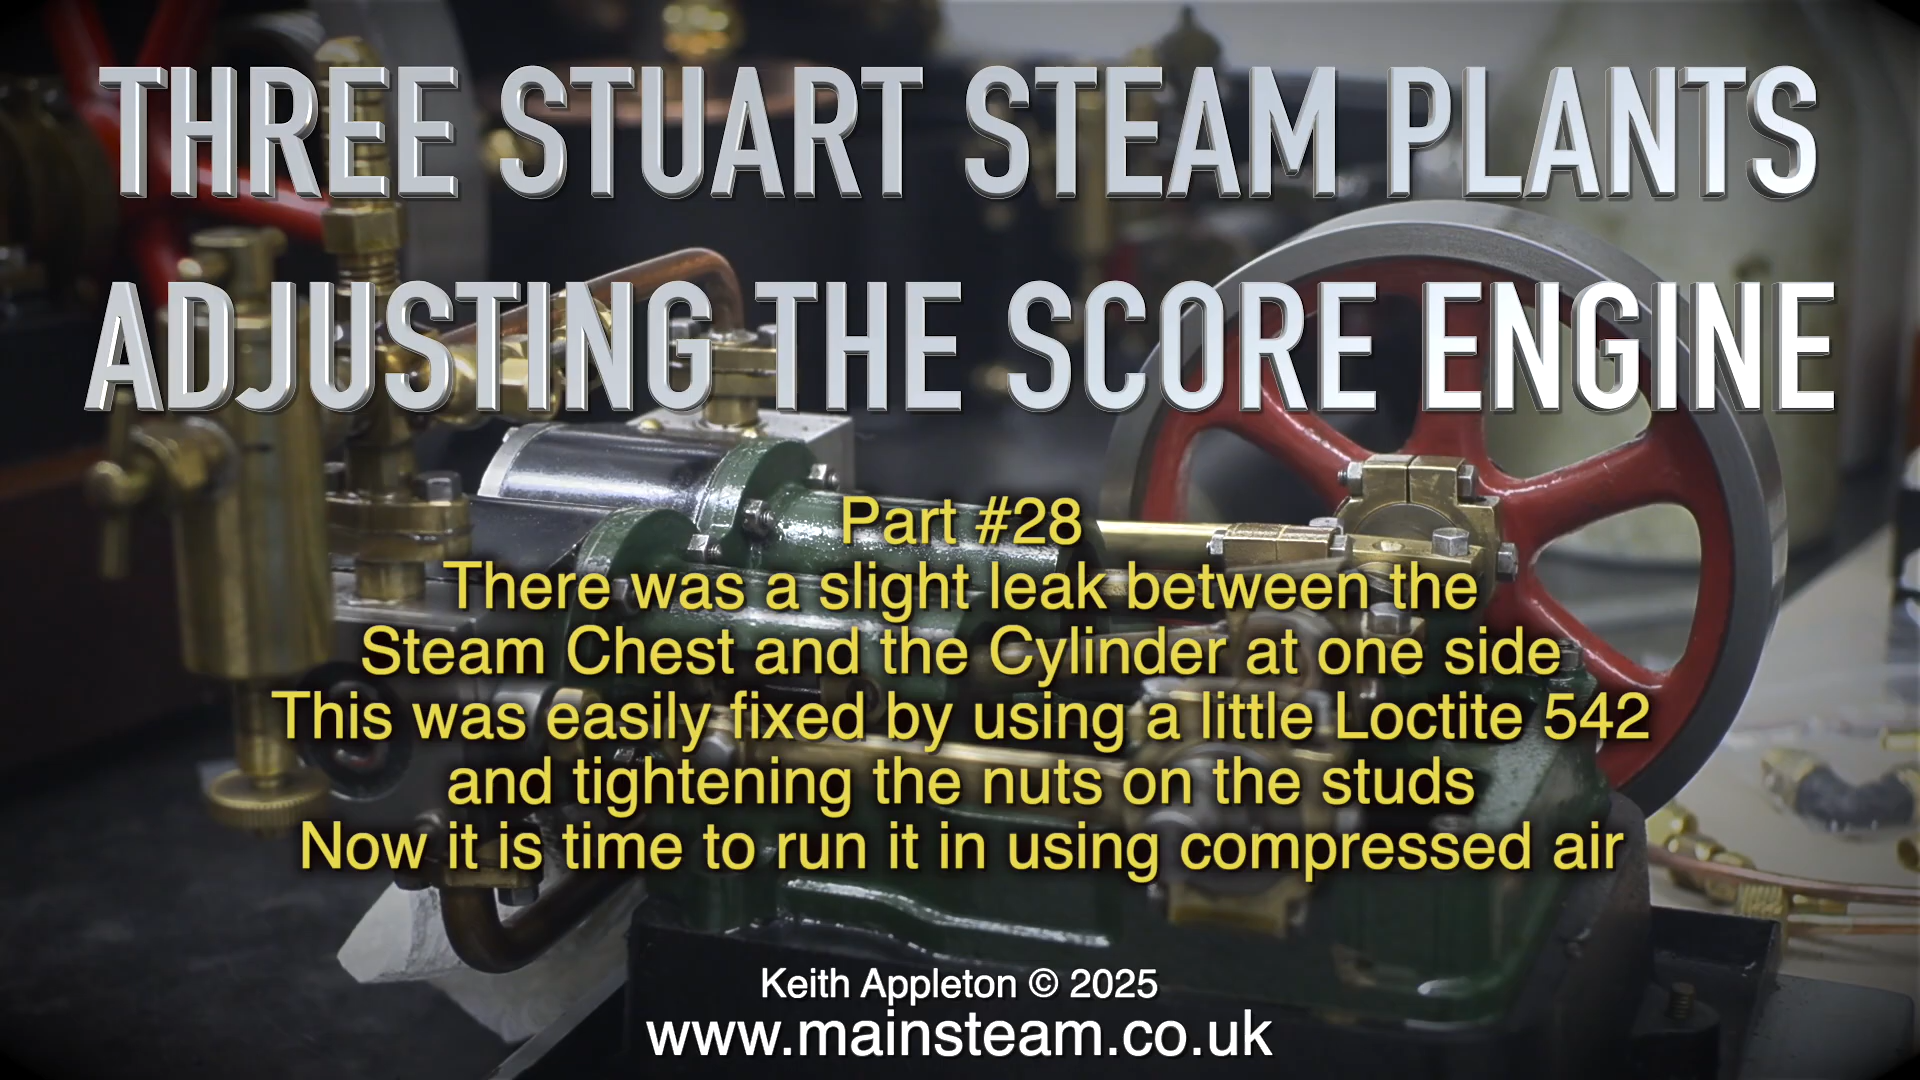 THREE STUART STEAM PLANTS
ADJUSTING THE SCORE ENGINE
Part #28
There was a slight leak between the
Steam Chest and the Cylinder at one side
This was easily fixed by using a little Loctite 542
and tightening the nuts on the studs
Now it is time to run it in using compressed air
Keith Appleton © 2025
www.mainsteam.co.uk